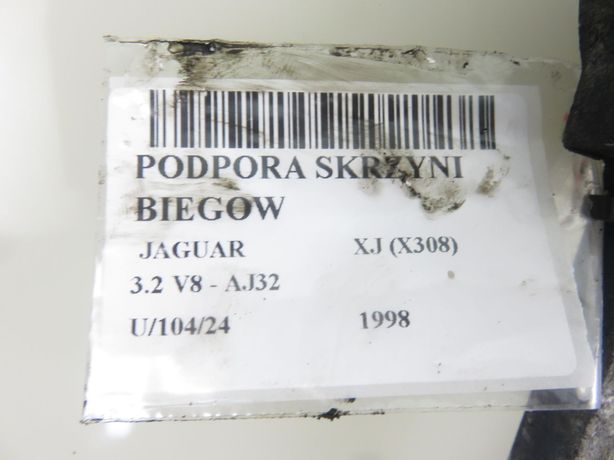 PODPORA SKRZYNI
BIEGOW
JAGUAR XJ (X308)
3.2 V8 - AJ32
U/104/24 1998